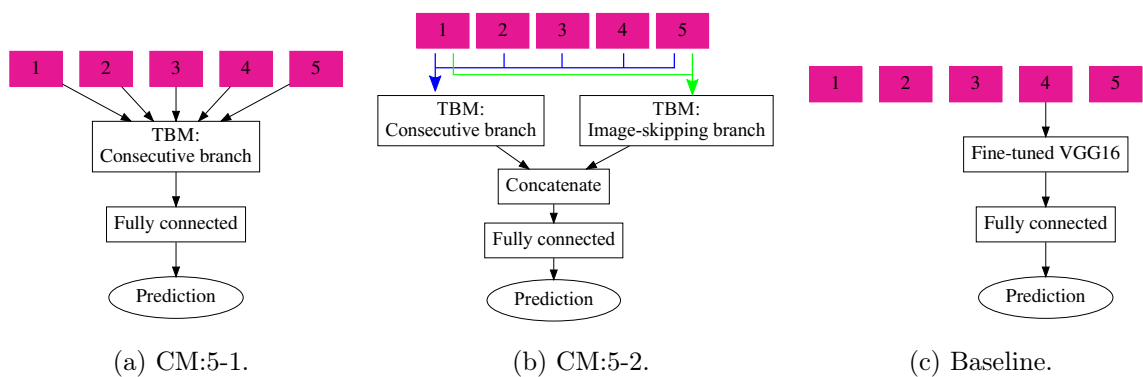 1 2 3 4 5
TBM:
Consecutive branch
Fully connected
Prediction
(a) CM:5-1.
1 2 3 4 5
TBM:
Consecutive branch
TBM:
Image-skipping branch
Concatenate
Fully connected
Prediction
(b) CM:5-2.
1 2 3 4 5
Fine-tuned VGG16
Fully connected
Prediction
(c) Baseline.